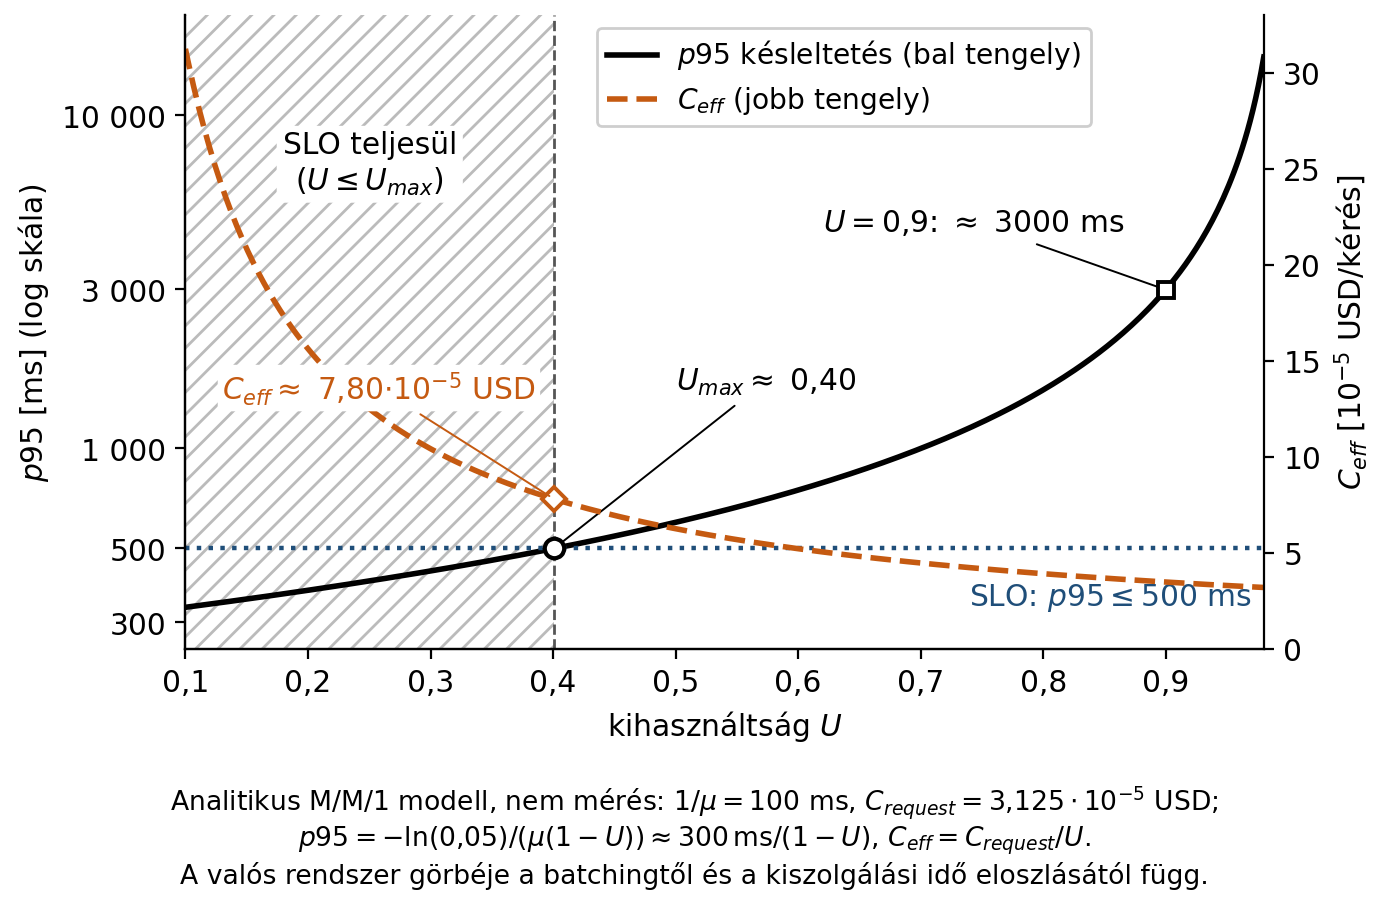 p95 késleltetés (bal tengely)
C_eff (jobb tengely)
SLO teljesül
(U ≤ U_max)
U = 0,9: ≈ 3000 ms
U_max ≈ 0,40
C_eff ≈ 7,80·10⁻⁵ USD
SLO: p95 ≤ 500 ms
p95 [ms] (log skála)
10 000
3 000
1 000
500
300
C_eff [10⁻⁵ USD/kérés]
30
25
20
15
10
5
0
0,1 0,2 0,3 0,4 0,5 0,6 0,7 0,8 0,9
kihasználtság U
Analitikus M/M/1 modell, nem mérés: 1/μ = 100 ms, C_request = 3,125 · 10⁻⁵ USD;
p95 = −ln(0,05)/(μ(1 − U)) ≈ 300 ms/(1 − U), C_eff = C_request/U.
A valós rendszer görbéje a batchingtől és a kiszolgálási idő eloszlásától függ.